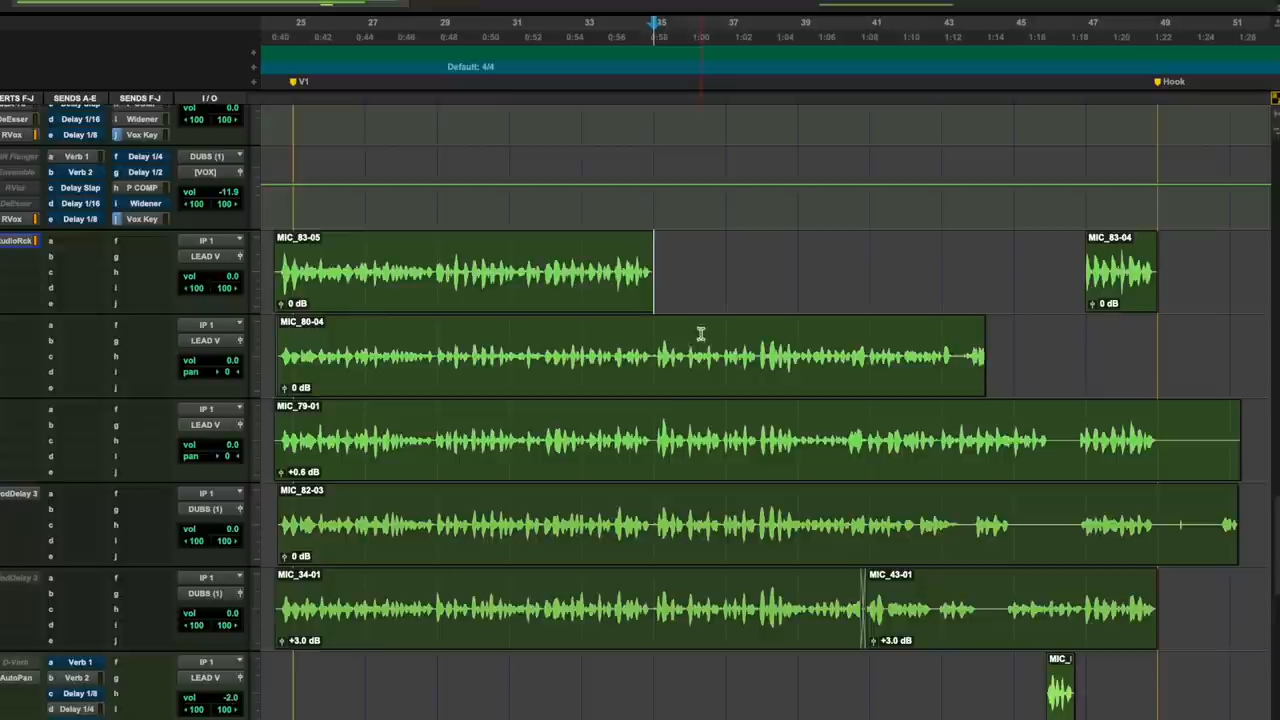 25 27 29 31 33 35 37 39 41 43 45 47 49 51
0:40 0:42 0:44 0:46 0:50 0:52 0:54 0:56 0:58 1:00 1:02 1:04 1:06 1:08 1:10 1:12 1:14 1:16 1:18 1:20 1:24 1:26
Default: 4/4
V1 Hook
ERTS F-J SENDS A-E SENDS F-J I / O
vol 0.0
DeEsser d Delay 1/16 i Widener 100 100
RVox e Delay 1/8 j Vox Key
Flanger a Verb 1 f Delay 1/4 DUBS (1)
Ensemble b Verb 2 g Delay 1/2 [VOX]
RVox c Delay Slap h P COMP vol -11.9
DeEsser d Delay 1/16 i Widener 100 100
RVox e Delay 1/8 j Vox Key
MIC_83-05 MIC_83-04
udioRck a f IP 1
b g LEAD V
c h vol 0.0
d i 100 100
e j 0 dB 0 dB
MIC_80-04
a f IP 1
b g LEAD V
c h vol 0.0
d i pan 0
e j 0 dB
MIC_79-01
a f IP 1
b g LEAD V
c h vol 0.0
d i pan 0
e j +0.6 dB
MIC_82-03
odDelay 3 a f IP 1
b g DUBS (1)
c h vol 0.0
d i 100 100
e j 0 dB
MIC_34-01 MIC_43-01
odDelay 3 a f IP 1
b g DUBS (1)
c h vol 0.0
d i 100 100
e j +3.0 dB +3.0 dB
MIC_
D-Verb a Verb 1 f IP 1
AutoPan b Verb 2 g LEAD V
c Delay 1/8 h vol -2.0
d Delay 1/4 i 100 100